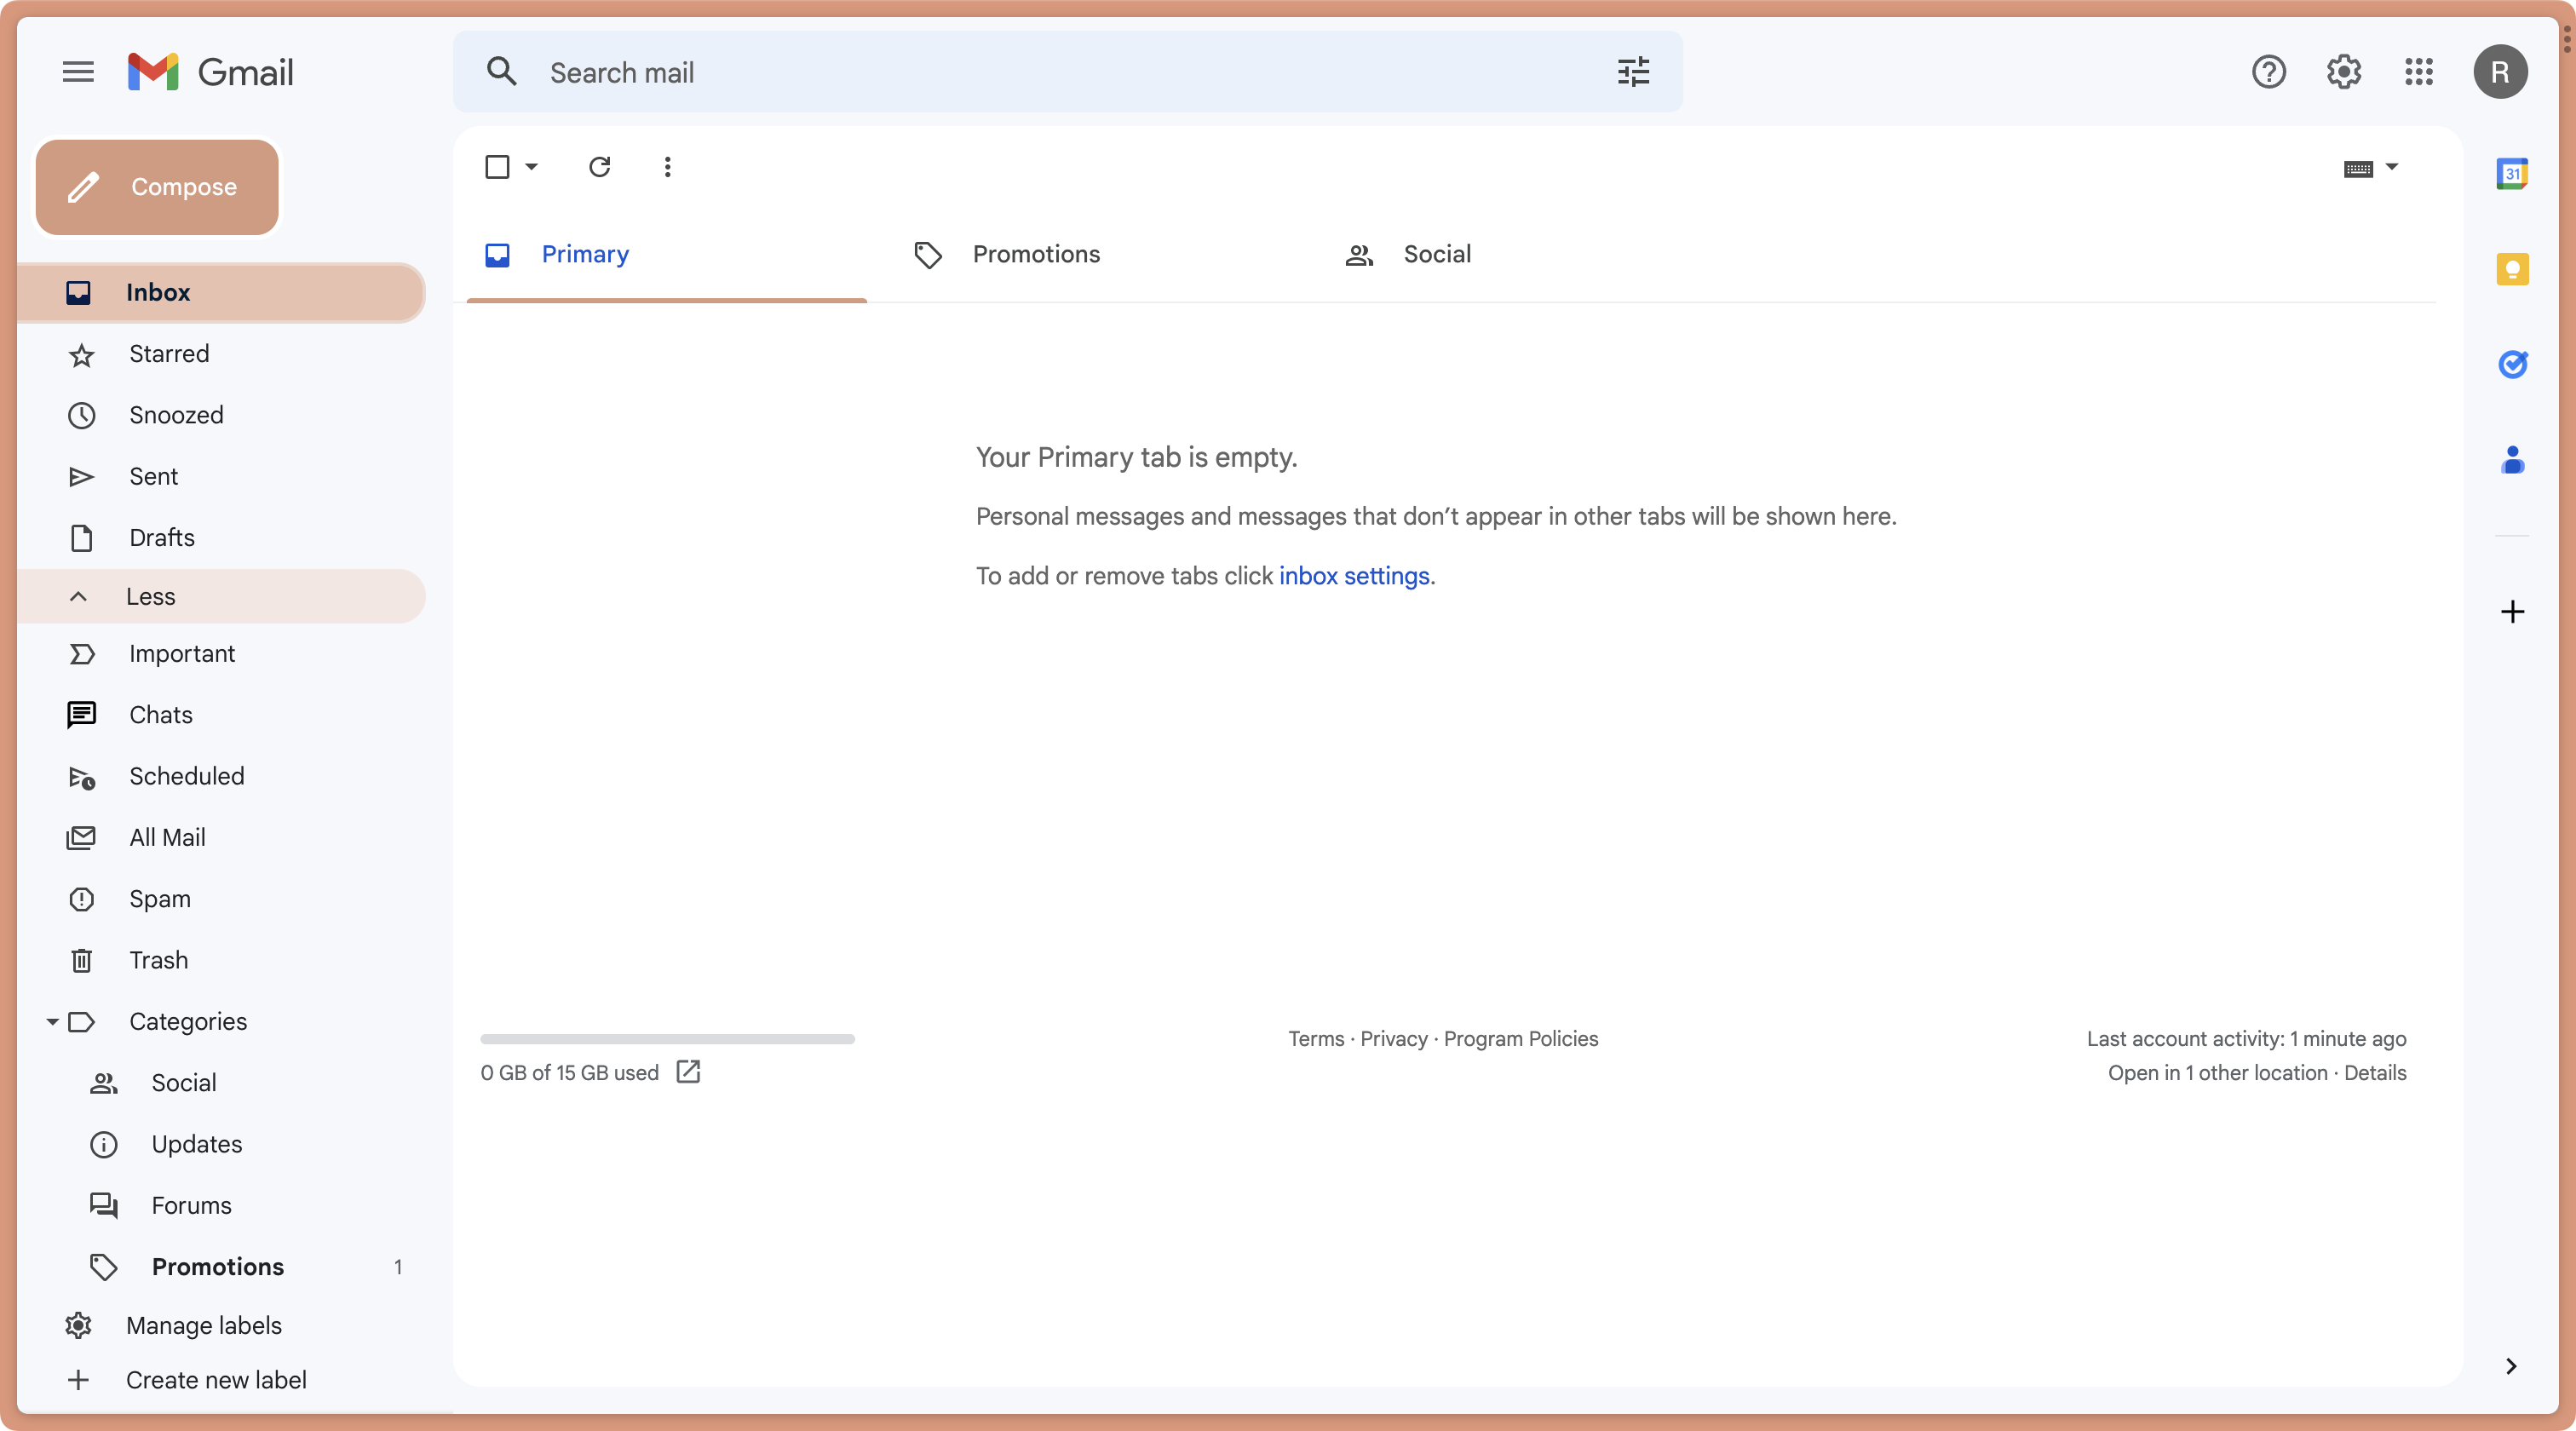 Gmail
Search mail
R
Compose
Inbox
Starred
Snoozed
Sent
Drafts
Less
Important
Chats
Scheduled
All Mail
Spam
Trash
Categories
Social
Updates
Forums
Promotions 1
Manage labels
Create new label
Primary
Promotions
Social
Your Primary tab is empty.
Personal messages and messages that don’t appear in other tabs will be shown here.
To add or remove tabs click inbox settings.
0 GB of 15 GB used
Terms · Privacy · Program Policies
Last account activity: 1 minute ago
Open in 1 other location · Details
31